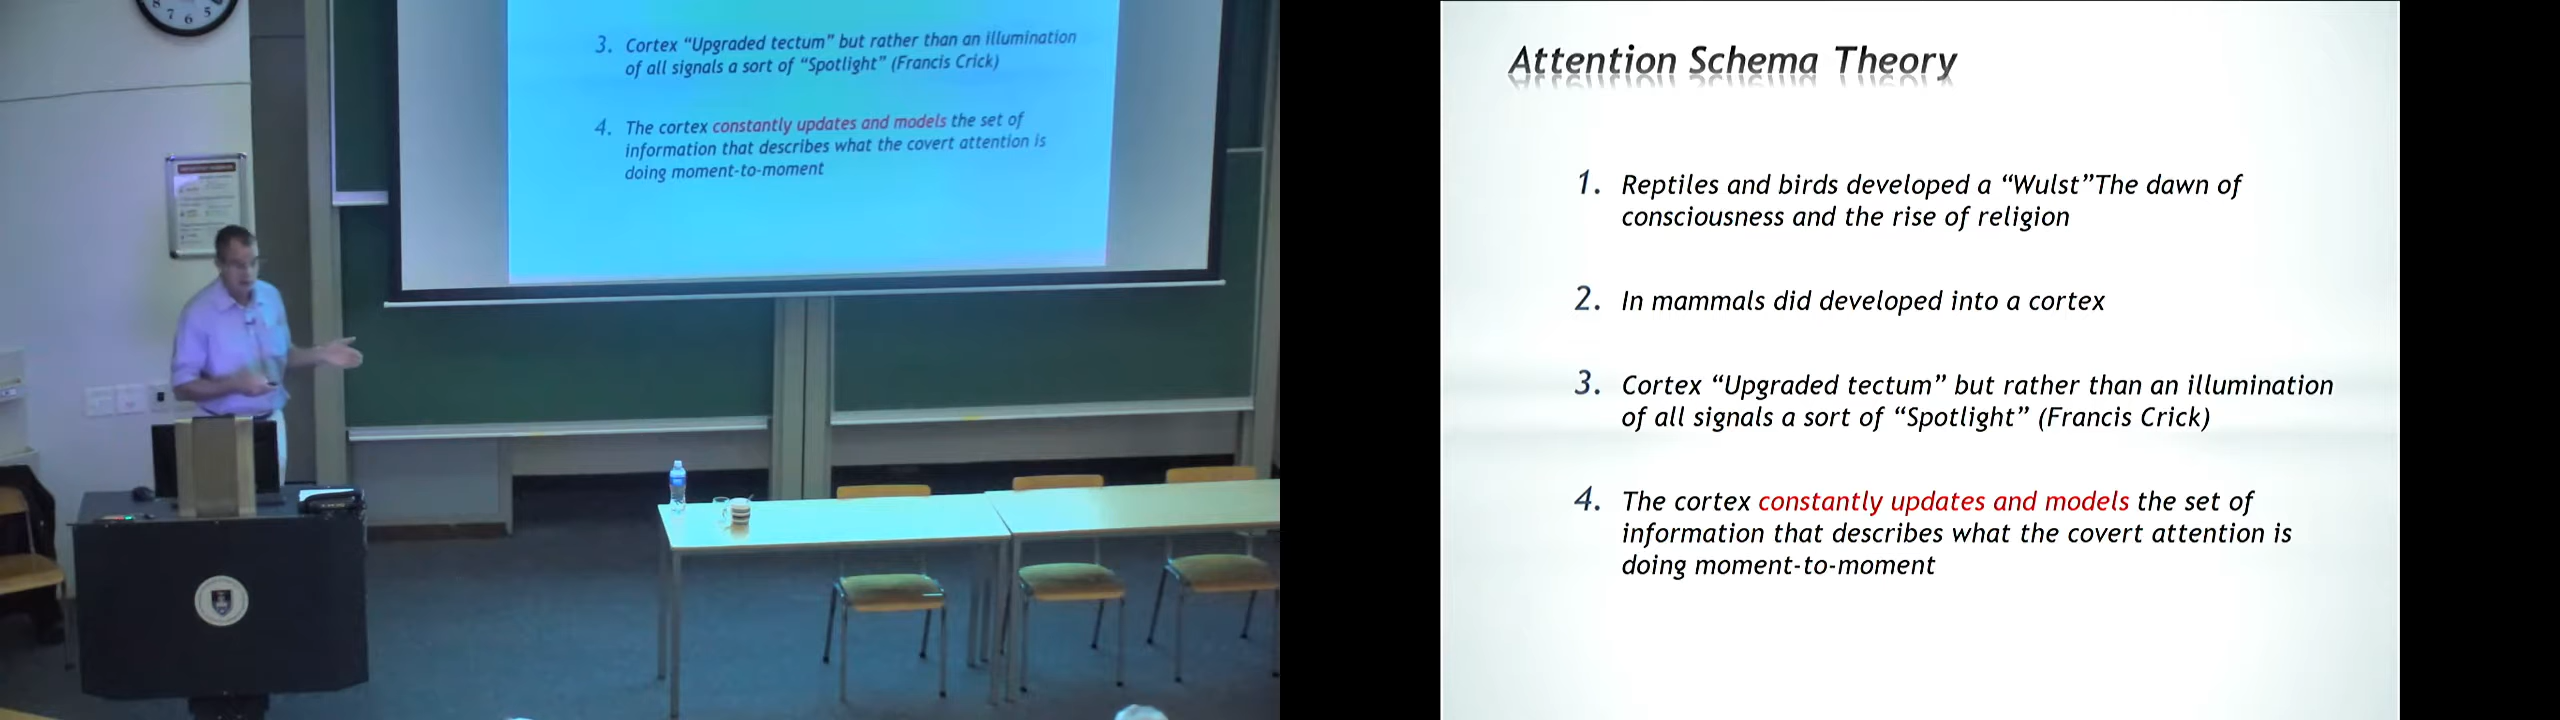 8 7 6 5
3. Cortex “Upgraded tectum” but rather than an illumination
of all signals a sort of “Spotlight” (Francis Crick)
4. The cortex constantly updates and models the set of
information that describes what the covert attention is
doing moment-to-moment
Attention Schema Theory
1. Reptiles and birds developed a “Wulst”The dawn of
consciousness and the rise of religion
2. In mammals did developed into a cortex
3. Cortex “Upgraded tectum” but rather than an illumination
of all signals a sort of “Spotlight” (Francis Crick)
4. The cortex constantly updates and models the set of
information that describes what the covert attention is
doing moment-to-moment